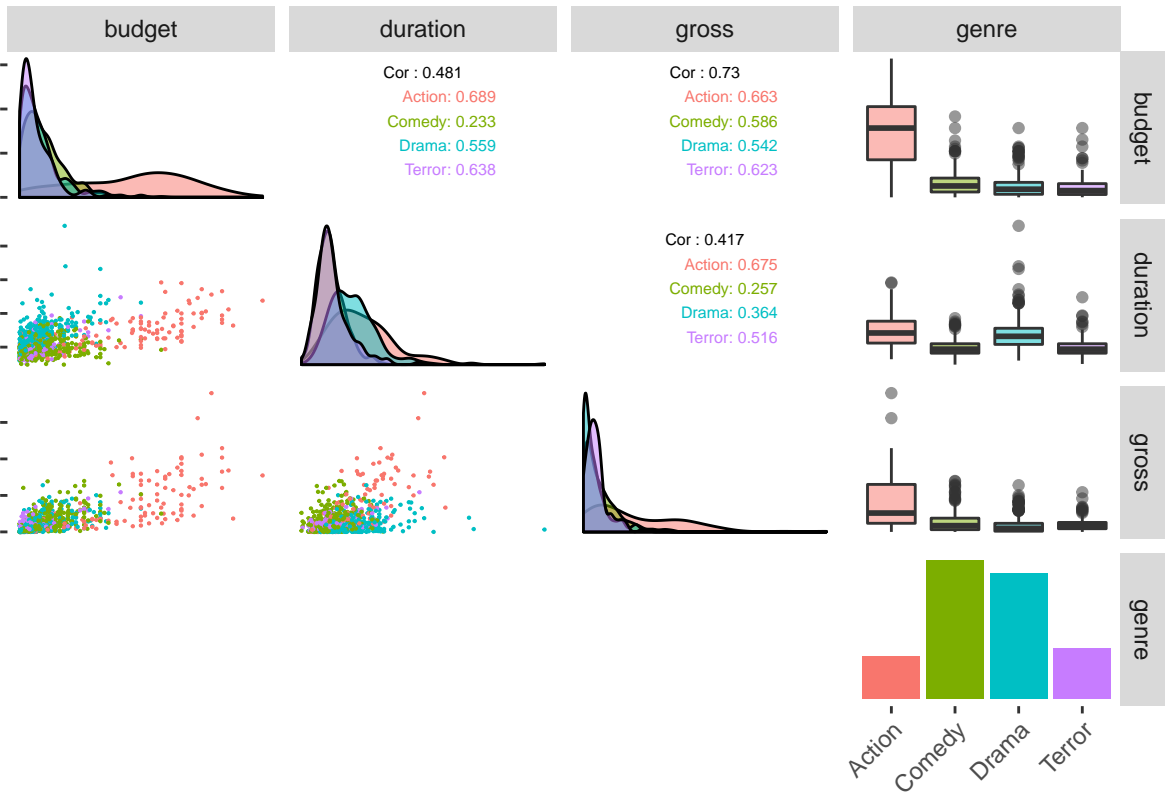 budget
duration
gross
genre
Cor : 0.481
Action: 0.689
Comedy: 0.233
Drama: 0.559
Terror: 0.638
Cor : 0.73
Action: 0.663
Comedy: 0.586
Drama: 0.542
Terror: 0.623
budget
Cor : 0.417
Action: 0.675
Comedy: 0.257
Drama: 0.364
Terror: 0.516
duration
gross
genre
Action
Comedy
Drama
Terror